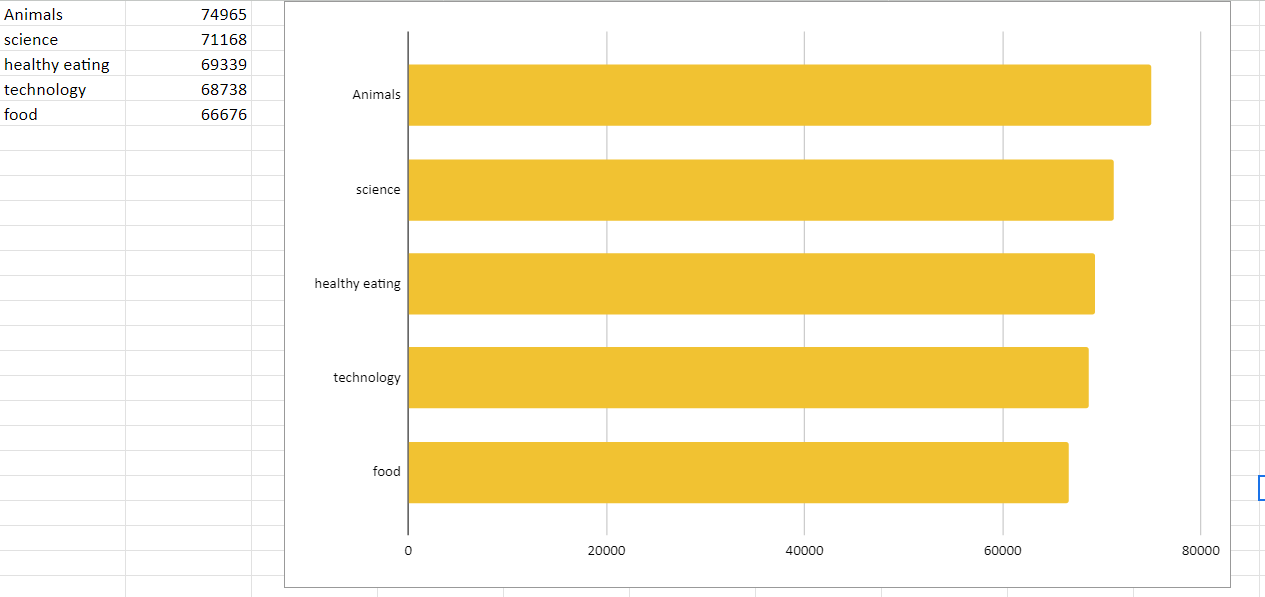 Animals 74965
science 71168
healthy eating 69339
technology 68738
food 66676
Animals
science
healthy eating
technology
food
0 20000 40000 60000 80000